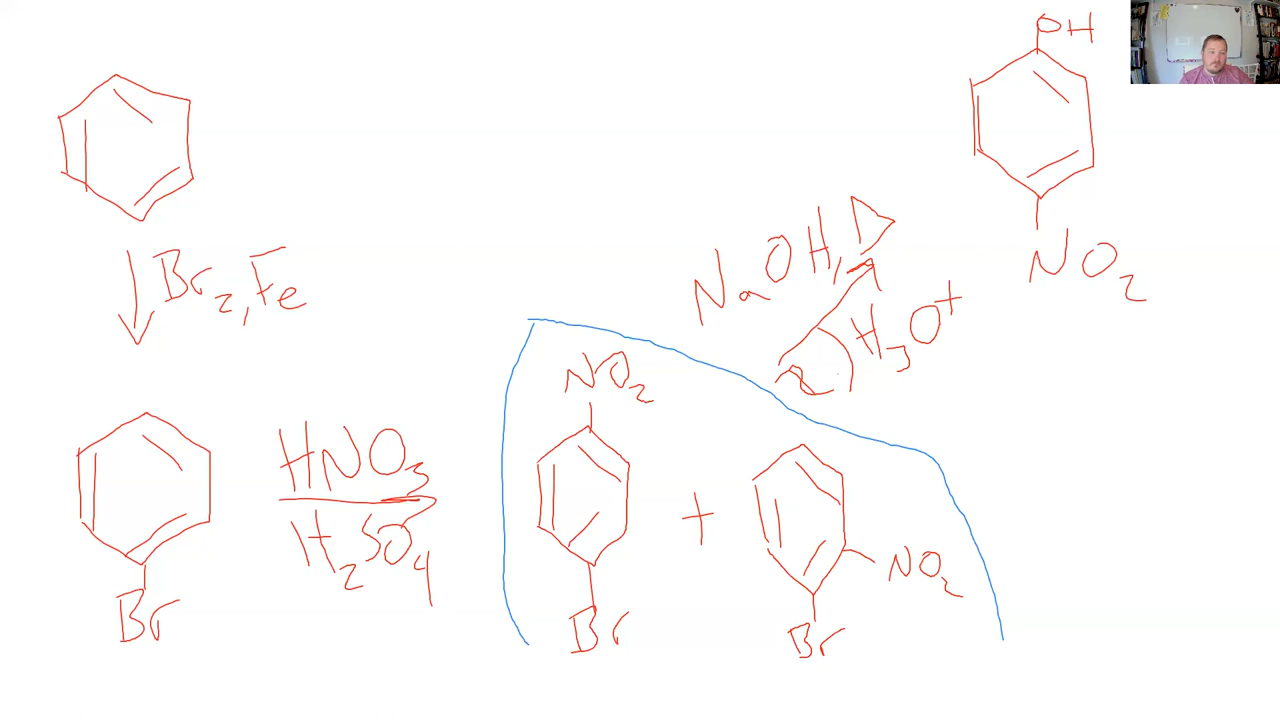 OH
NO2
Br2, Fe
NaOH, Δ
2) H3O+
HNO3
H2SO4
NO2
+
NO2
Br
Br
Br